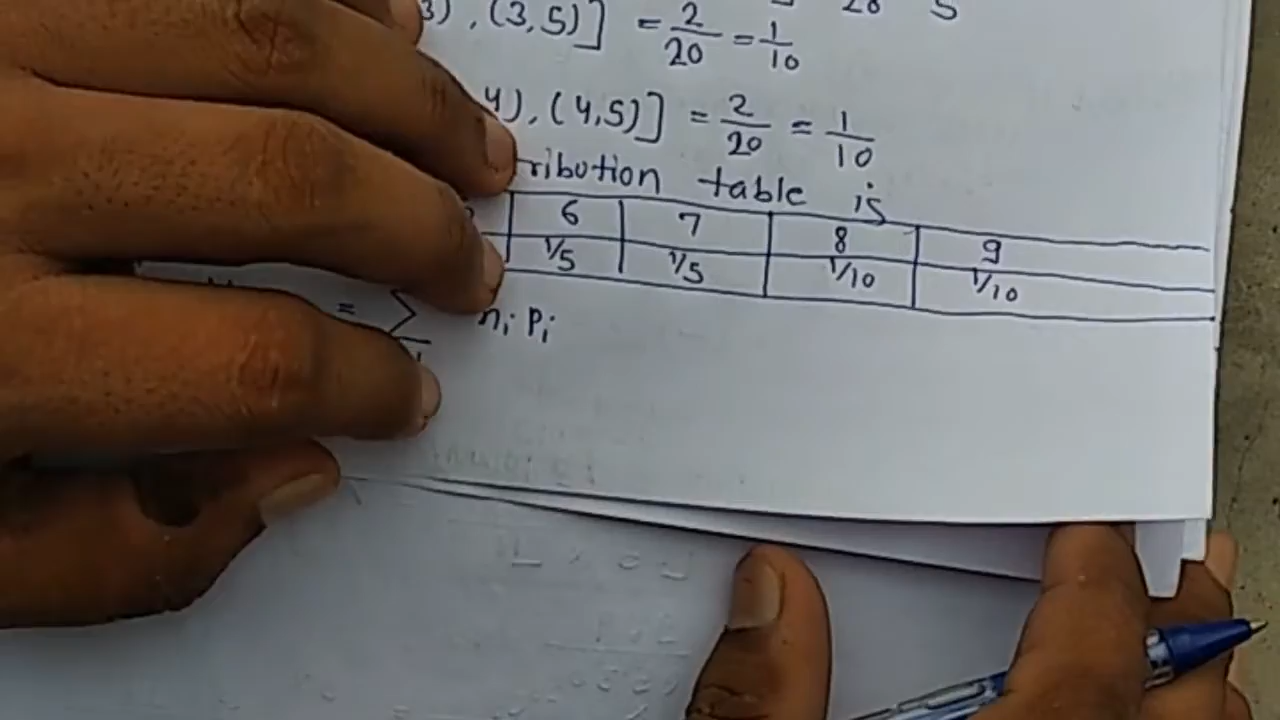 3), (3,5)] = 2/20 = 1/10
4), (4,5)] = 2/20 = 1/10
ribution table is
6 7 8 9
1/5 1/5 1/10 1/10
= Σ ni Pi